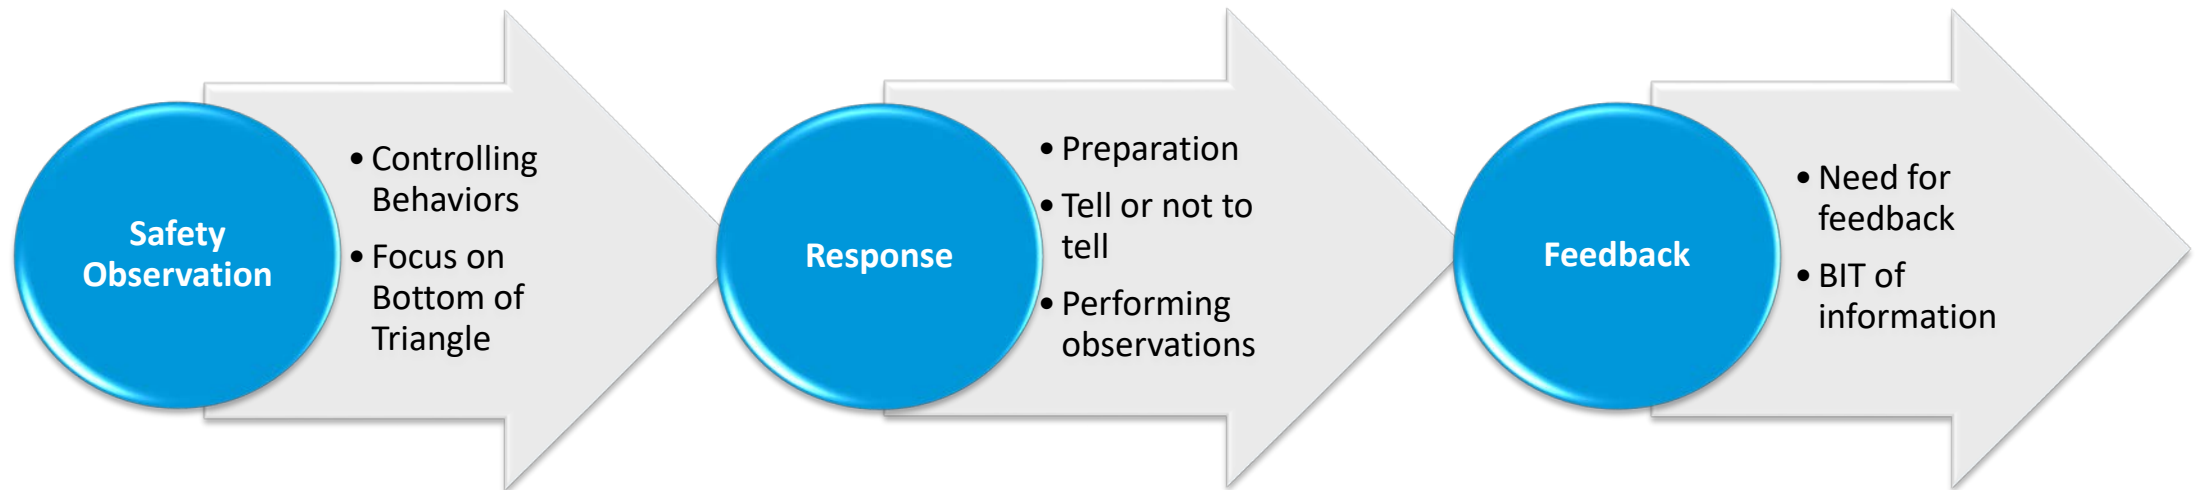 Safety
Observation
• Controlling
Behaviors
• Focus on
Bottom of
Triangle
Response
• Preparation
• Tell or not to
tell
• Performing
observations
Feedback
• Need for
feedback
• BIT of
information